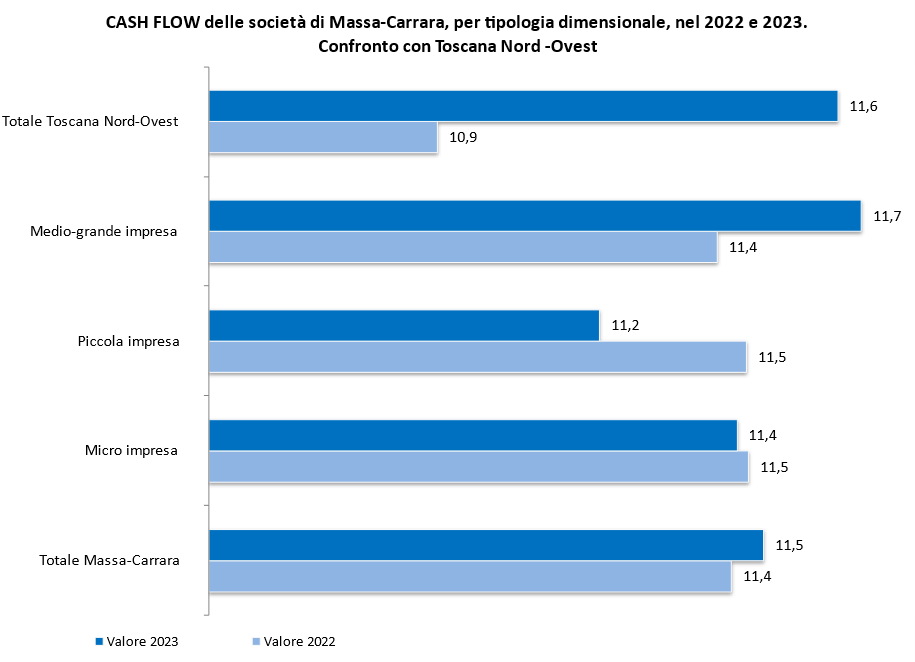 CASH FLOW delle società di Massa-Carrara, per tipologia dimensionale, nel 2022 e 2023.
Confronto con Toscana Nord -Ovest
Totale Toscana Nord-Ovest
11,6
10,9
Medio-grande impresa
11,7
11,4
Piccola impresa
11,2
11,5
Micro impresa
11,4
11,5
Totale Massa-Carrara
11,5
11,4
Valore 2023
Valore 2022